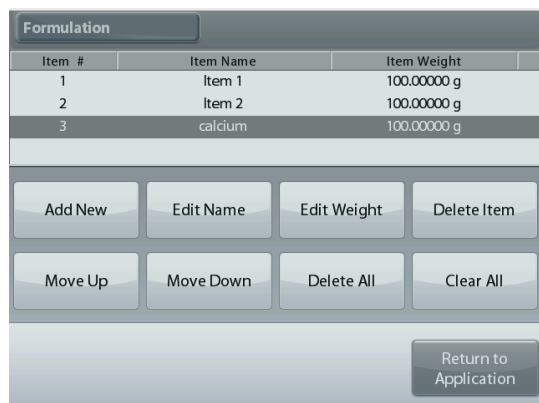 Formulation
Item # Item Name Item Weight
1 Item 1 100.00000 g
2 Item 2 100.00000 g
3 calcium 100.00000 g
Add New Edit Name Edit Weight Delete Item
Move Up Move Down Delete All Clear All
Return to
Application